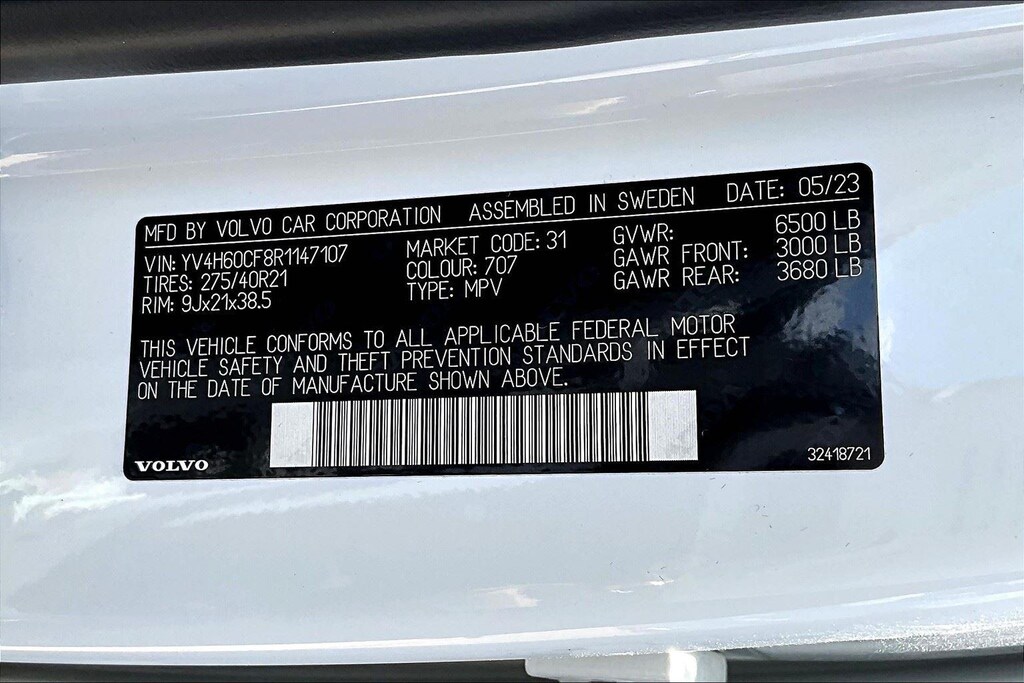 MFD BY VOLVO CAR CORPORATION ASSEMBLED IN SWEDEN DATE: 05/23
VIN: YV4H60CF8R1147107 MARKET CODE: 31 GVWR: 6500 LB
TIRES: 275/40R21 COLOUR: 707 GAWR FRONT: 3000 LB
RIM: 9Jx21x38.5 TYPE: MPV GAWR REAR: 3680 LB
THIS VEHICLE CONFORMS TO ALL APPLICABLE FEDERAL MOTOR
VEHICLE SAFETY AND THEFT PREVENTION STANDARDS IN EFFECT
ON THE DATE OF MANUFACTURE SHOWN ABOVE.
VOLVO 32418721